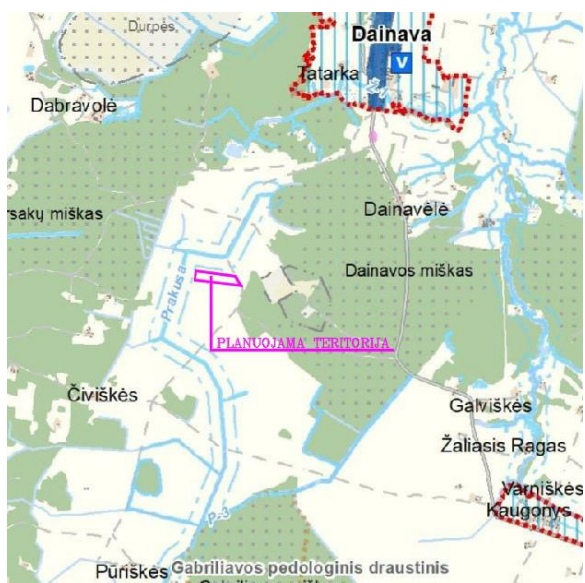 Durpės
Dainava
V
Tatarka
Dabravolė
Dainavėlė
rsakų miškas
Dainavos miškas
Prakusa
PLANUOJAMA TERITORIJA
Čiviškės
Galviškės
Žaliasis Ragas
Varniškės
Kaugonys
P-3
Pūriškės
Gabriliavos pedologinis draustinis